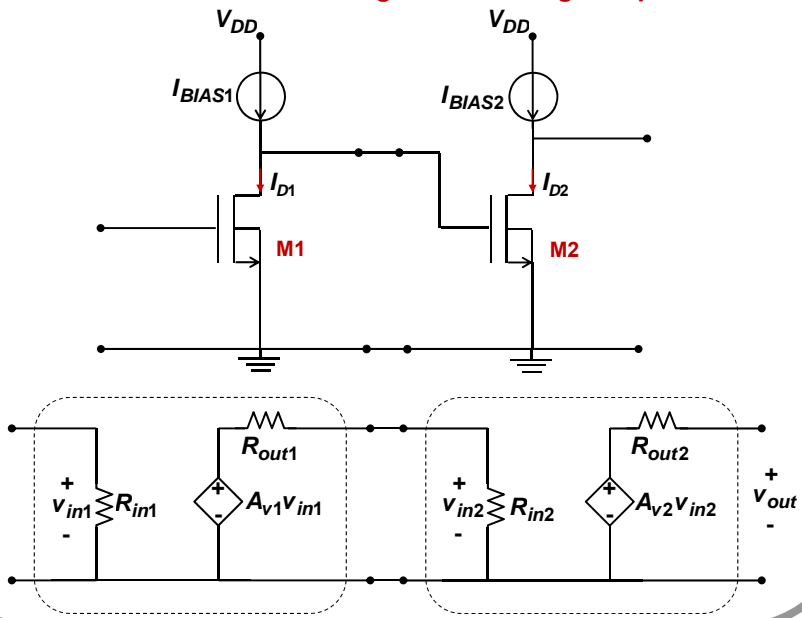 V_DD V_DD
I_BIAS1 I_BIAS2
I_D1 I_D2
M1 M2
R_out1 R_out2
+ + + - + - +
v_in1 R_in1 A_v1v_in1 v_in2 R_in2 A_v2v_in2 v_out
- - -